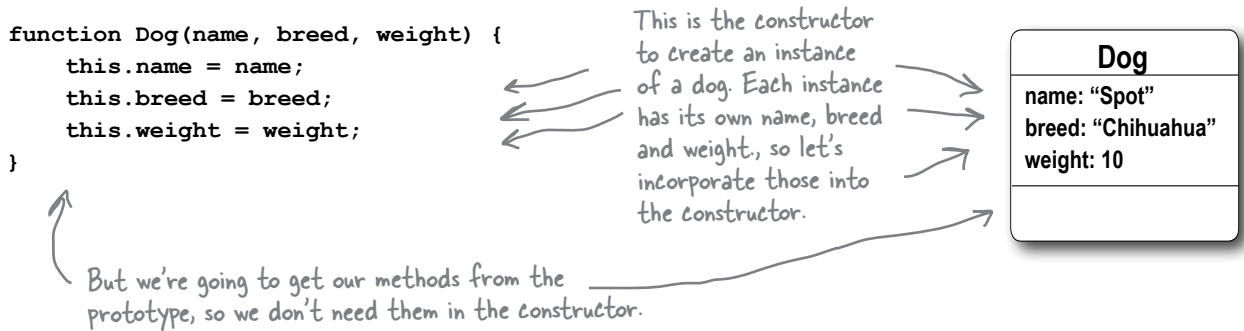 function Dog(name, breed, weight) {
this.name = name;
this.breed = breed;
this.weight = weight;
}
This is the constructor
to create an instance
of a dog. Each instance
has its own name, breed
and weight., so let's
incorporate those into
the constructor.
Dog
name: “Spot”
breed: “Chihuahua”
weight: 10
But we're going to get our methods from the
prototype, so we don't need them in the constructor.